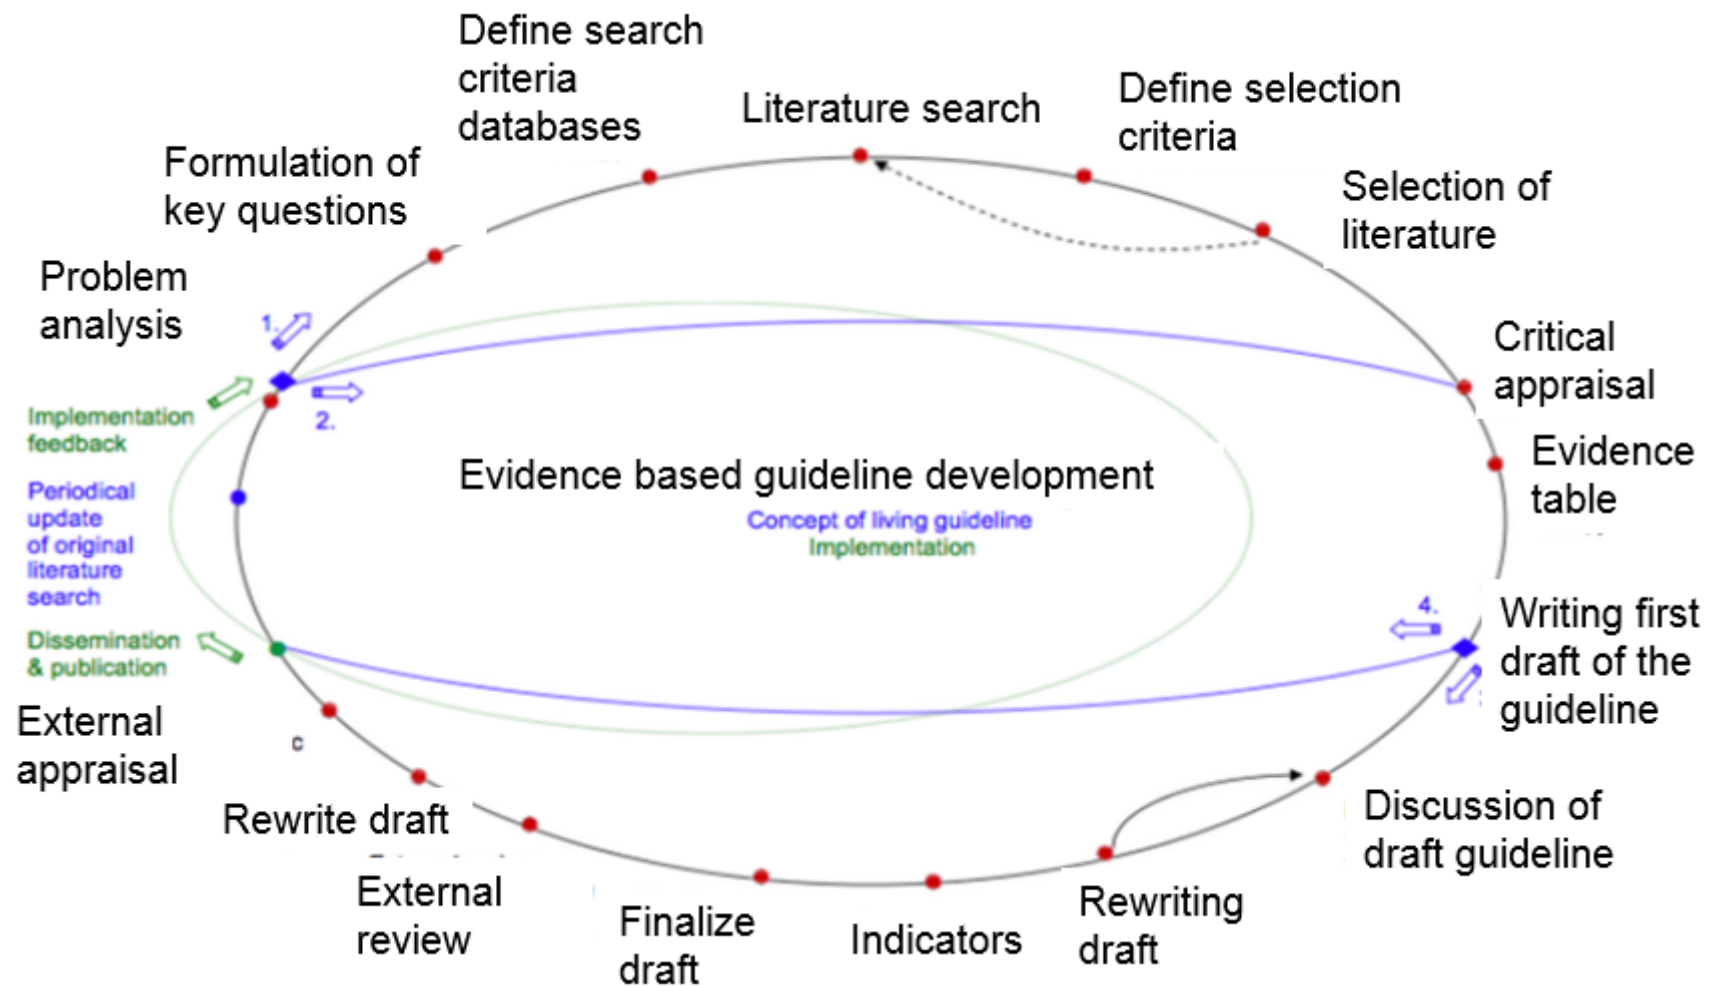 Define search
criteria
databases
Literature search
Define selection
criteria
Formulation of
key questions
Selection of
literature
Problem
analysis
1.
Critical
appraisal
2.
Implementation
feedback
Evidence
table
Evidence based guideline development
Concept of living guideline
Implementation
Periodical
update
of original
literature
search
4.
Writing first
draft of the
guideline
Dissemination
& publication
External
appraisal
c
Discussion of
draft guideline
Rewrite draft
External
review
Finalize
draft
Indicators
Rewriting
draft